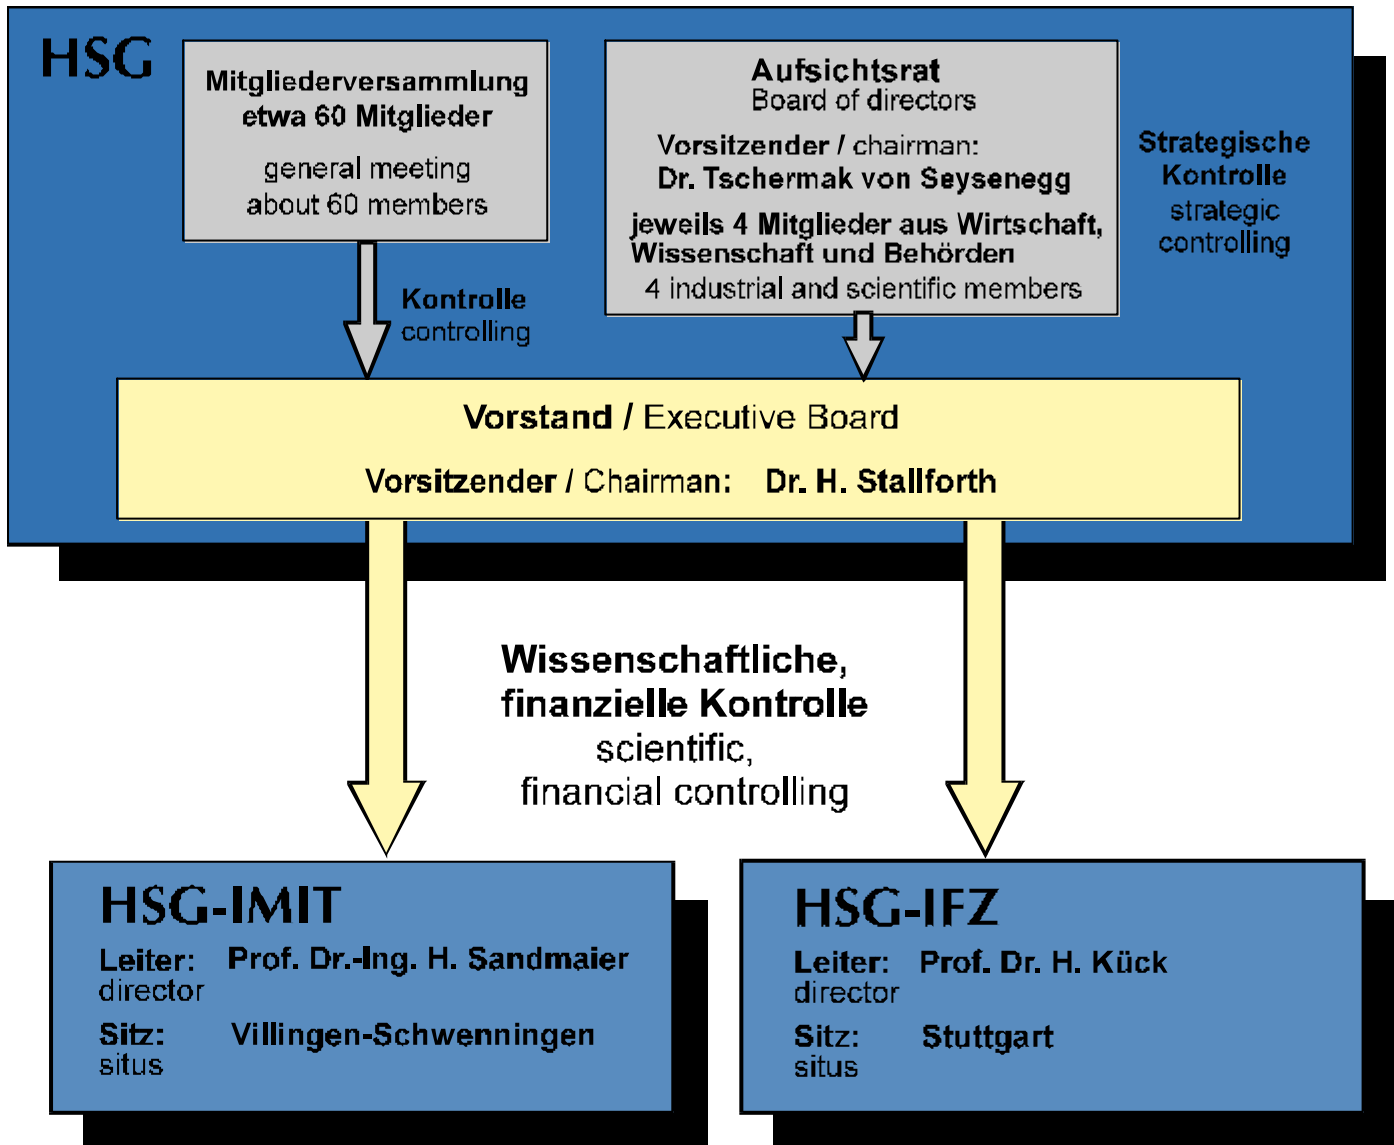 HSG
Mitgliederversammlung
etwa 60 Mitglieder
general meeting
about 60 members
Aufsichtsrat
Board of directors
Vorsitzender / chairman:
Dr. Tschermak von Seysenegg
jeweils 4 Mitglieder aus Wirtschaft,
Wissenschaft und Behörden
4 industrial and scientific members
Strategische
Kontrolle
strategic
controlling
Kontrolle
controlling
Vorstand / Executive Board
Vorsitzender / Chairman: Dr. H. Stallforth
Wissenschaftliche,
finanzielle Kontrolle
scientific,
financial controlling
HSG-IMIT
Leiter: Prof. Dr.-Ing. H. Sandmaier
director
Sitz: Villingen-Schwenningen
situs
HSG-IFZ
Leiter: Prof. Dr. H. Kück
director
Sitz: Stuttgart
situs